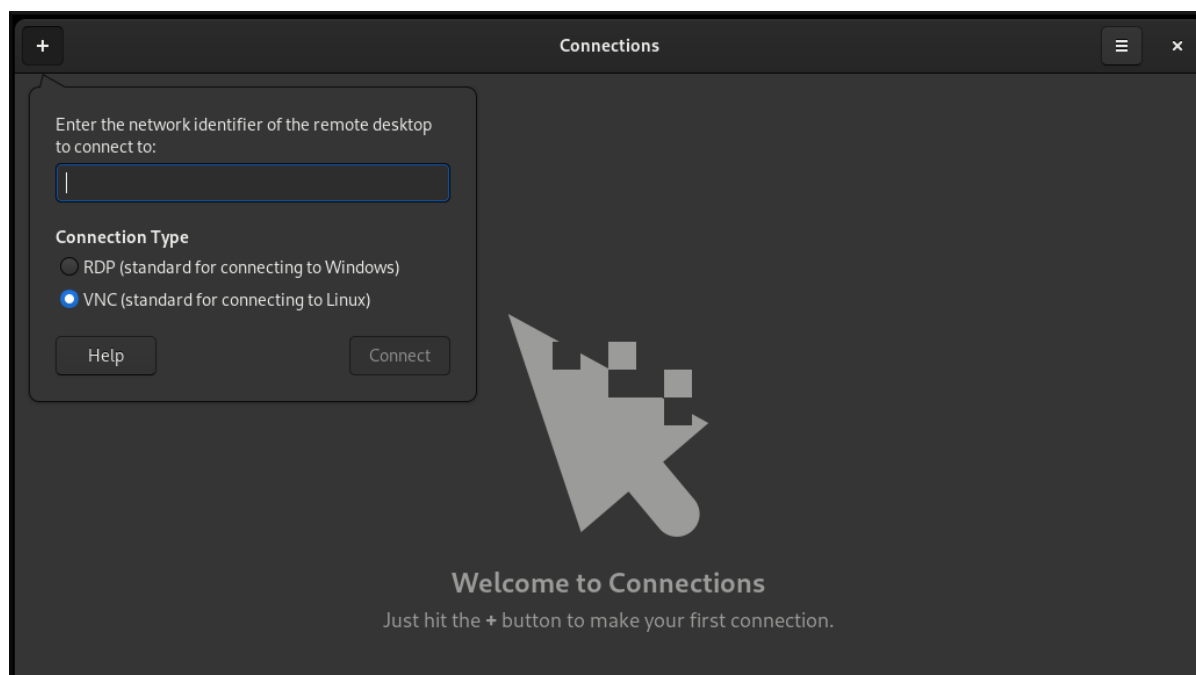 +
Connections
Enter the network identifier of the remote desktop
to connect to:
Connection Type
RDP (standard for connecting to Windows)
VNC (standard for connecting to Linux)
Help
Connect
Welcome to Connections
Just hit the + button to make your first connection.